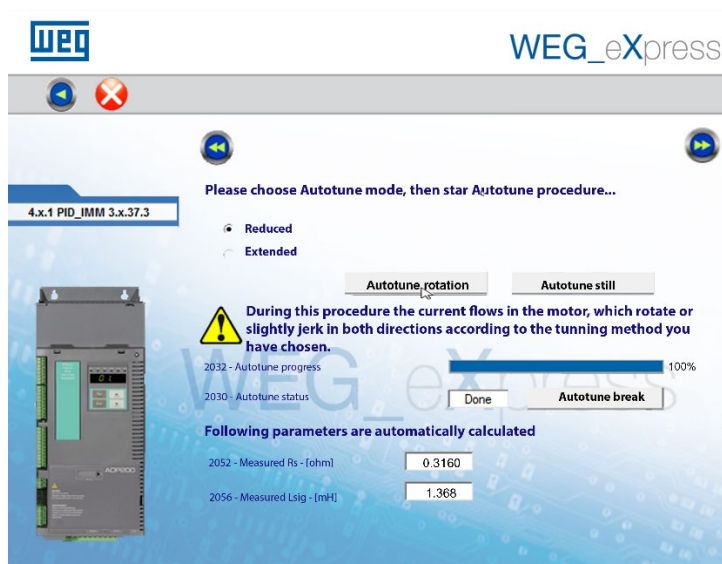 weq
WEG_eXpress
Please choose Autotune mode, then star Autotune procedure...
4.x.1 PID_IMM 3.x.37.3
Reduced
Extended
Autotune rotation
Autotune still
During this procedure the current flows in the motor, which rotate or
slightly jerk in both directions according to the tunning method you
have chosen.
WEG_eXpress
2032 - Autotune progress
100%
2030 - Autotune status
Done
Autotune break
Following parameters are automatically calculated
2052 - Measured Rs - [ohm]
0.3160
2056 - Measured Lsig - [mH]
1.368
ADP200